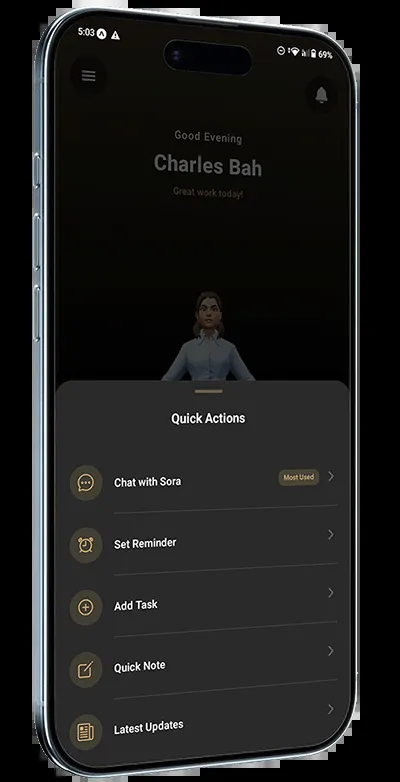 5:03 69%
Good Evening
Charles Bah
Great work today!
Quick Actions
Chat with Sora Most Used
Set Reminder
Add Task
Quick Note
Latest Updates